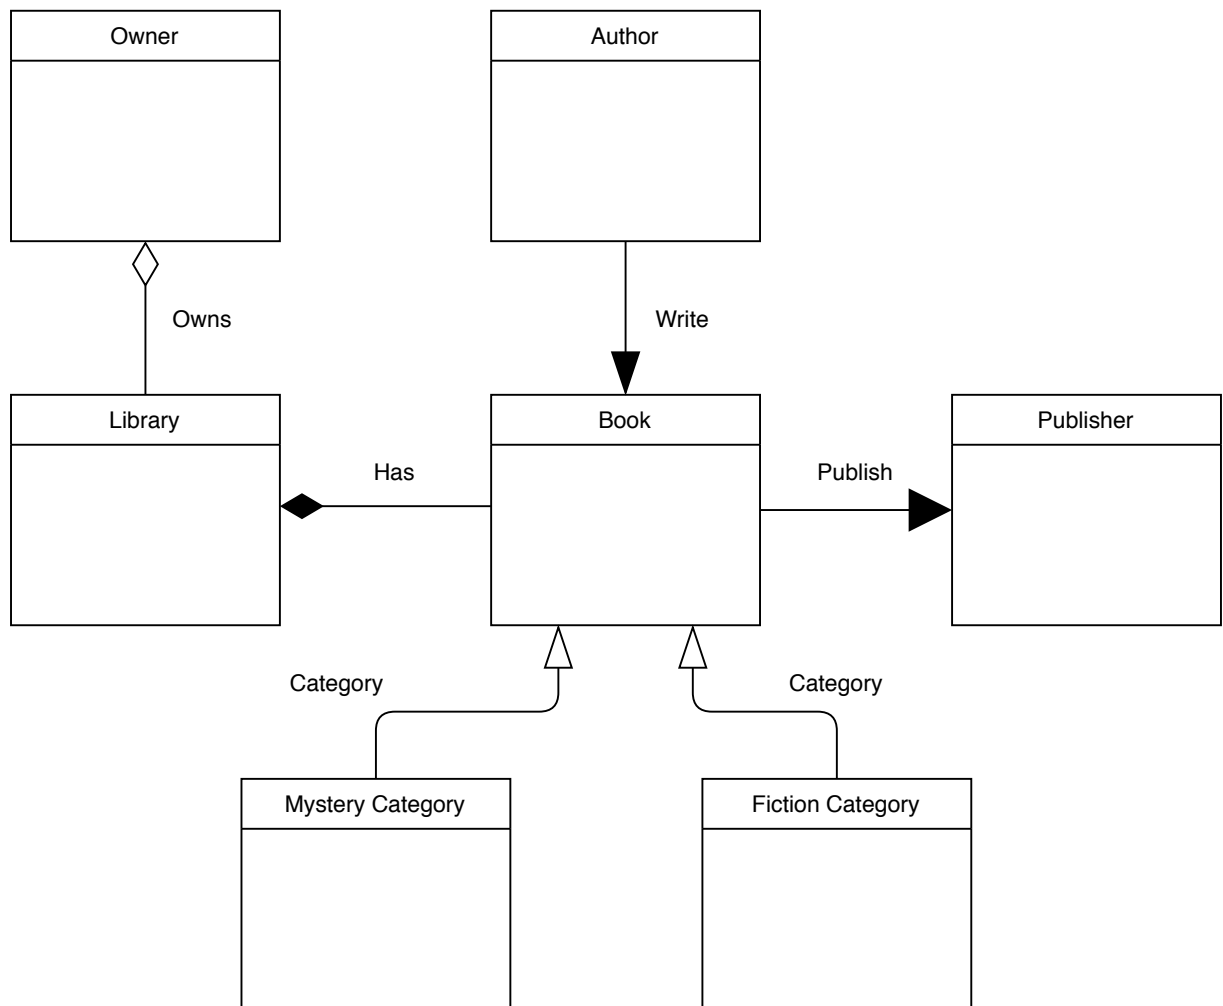 Owner
Author
Owns
Write
Library
Book
Publisher
Has
Publish
Category
Category
Mystery Category
Fiction Category